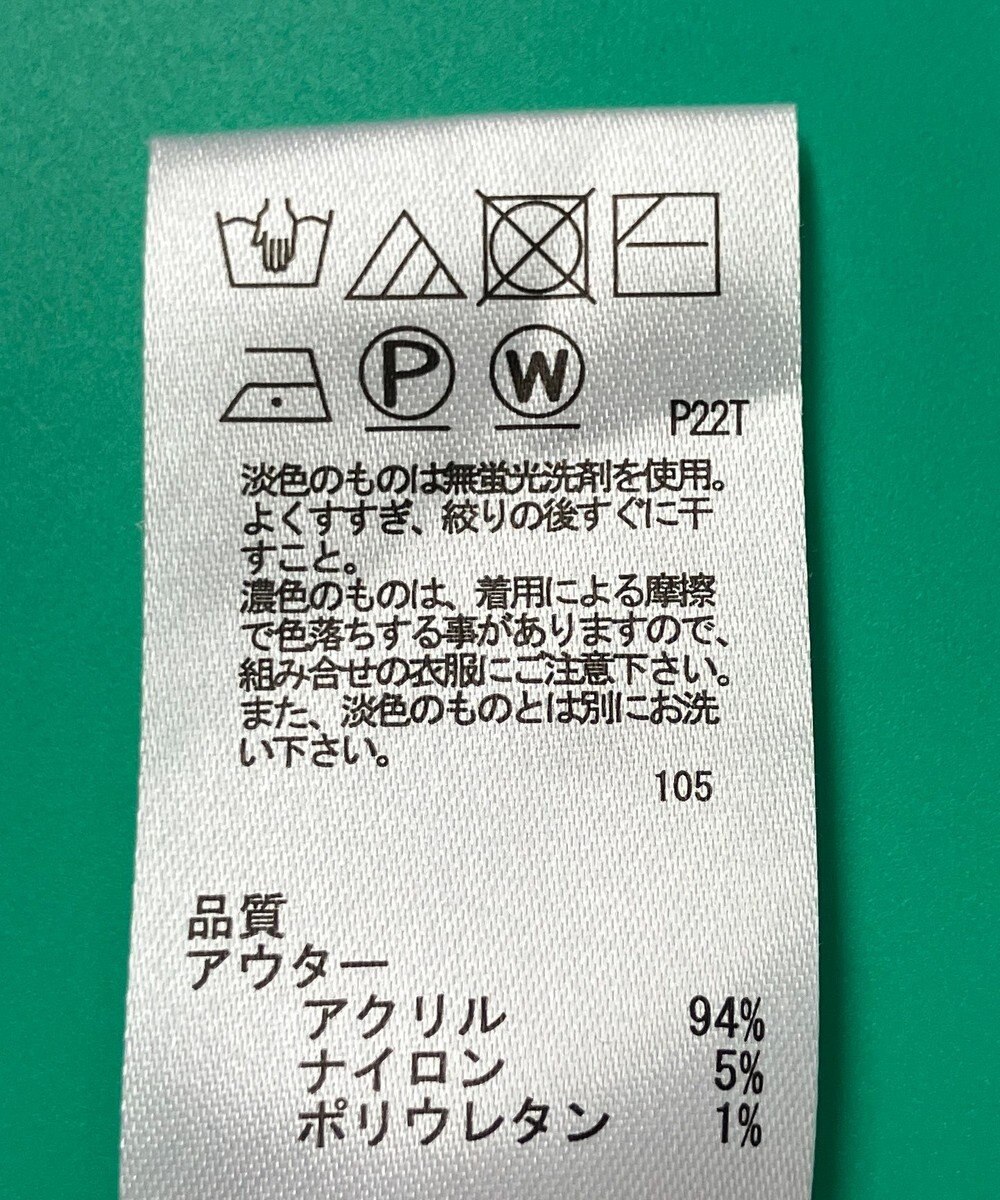 P
W
P22T
淡色のものは無蛍光洗剤を使用。
よくすすぎ、絞りの後すぐに干
すこと。
濃色のものは、着用による摩擦
で色落ちする事がありますので、
組み合せの衣服にご注意下さい。
また、淡色のものとは別にお洗
い下さい。
105
品質
アウター
アクリル 94%
ナイロン 5%
ポリウレタン 1%